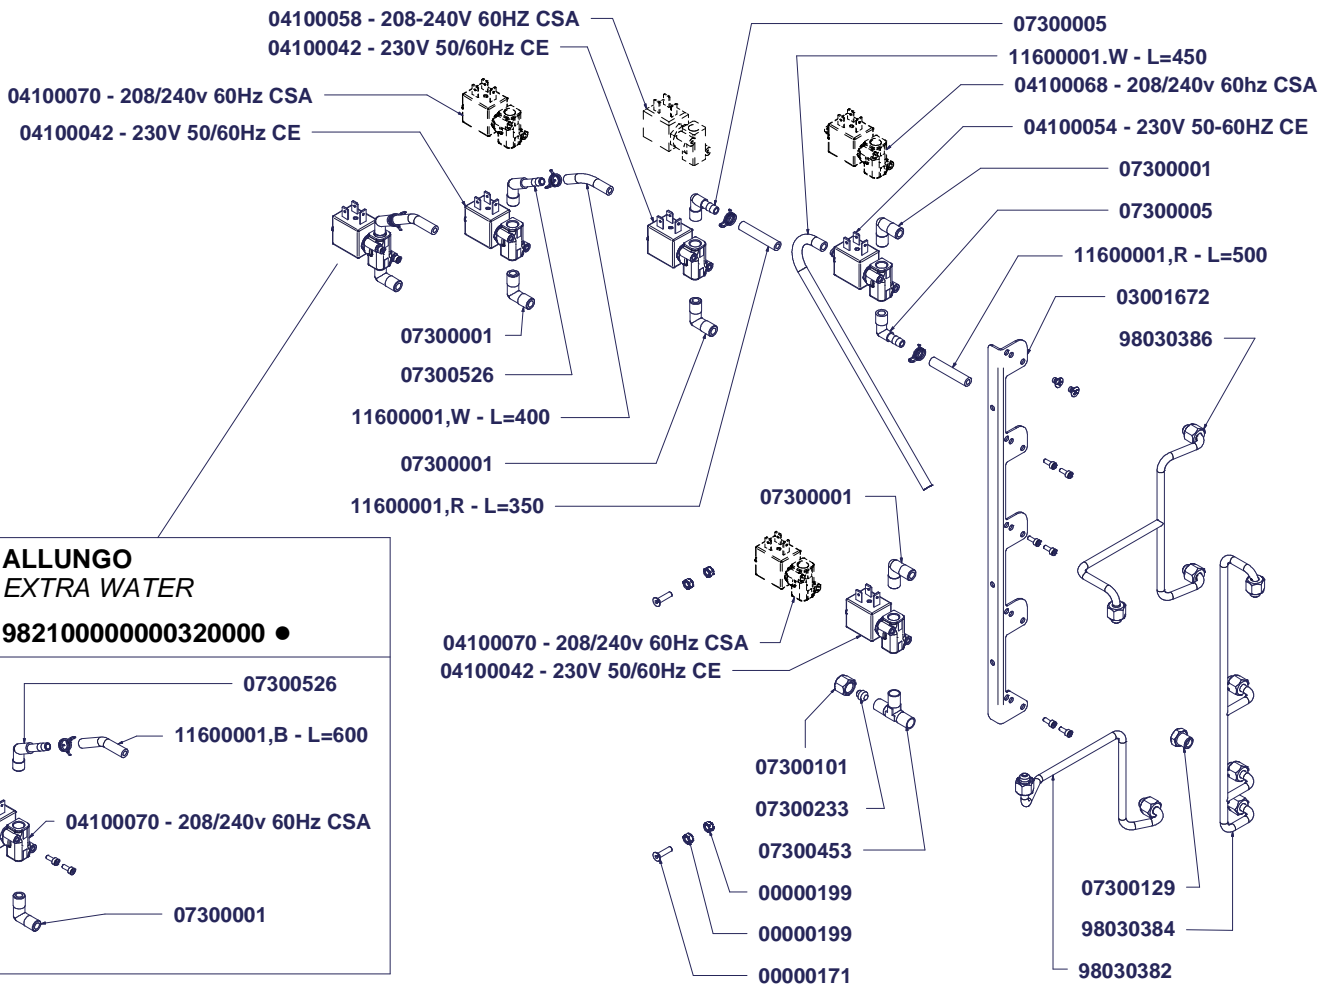 04100058 - 208-240V 60HZ CSA
04100042 - 230V 50/60Hz CE
04100070 - 208/240v 60Hz CSA
04100042 - 230V 50/60Hz CE
07300005
11600001.W - L=450
04100068 - 208/240v 60hz CSA
04100054 - 230V 50-60HZ CE
07300001
07300005
11600001,R - L=500
03001672
98030386
07300001
07300526
11600001,W - L=400
07300001
11600001,R - L=350
07300001
04100070 - 208/240v 60Hz CSA
04100042 - 230V 50/60Hz CE
ALLUNGO
EXTRA WATER
982100000000320000 ●
07300526
11600001,B - L=600
04100070 - 208/240v 60Hz CSA
07300001
07300101
07300233
07300453
00000199
00000199
00000171
07300129
98030384
98030382